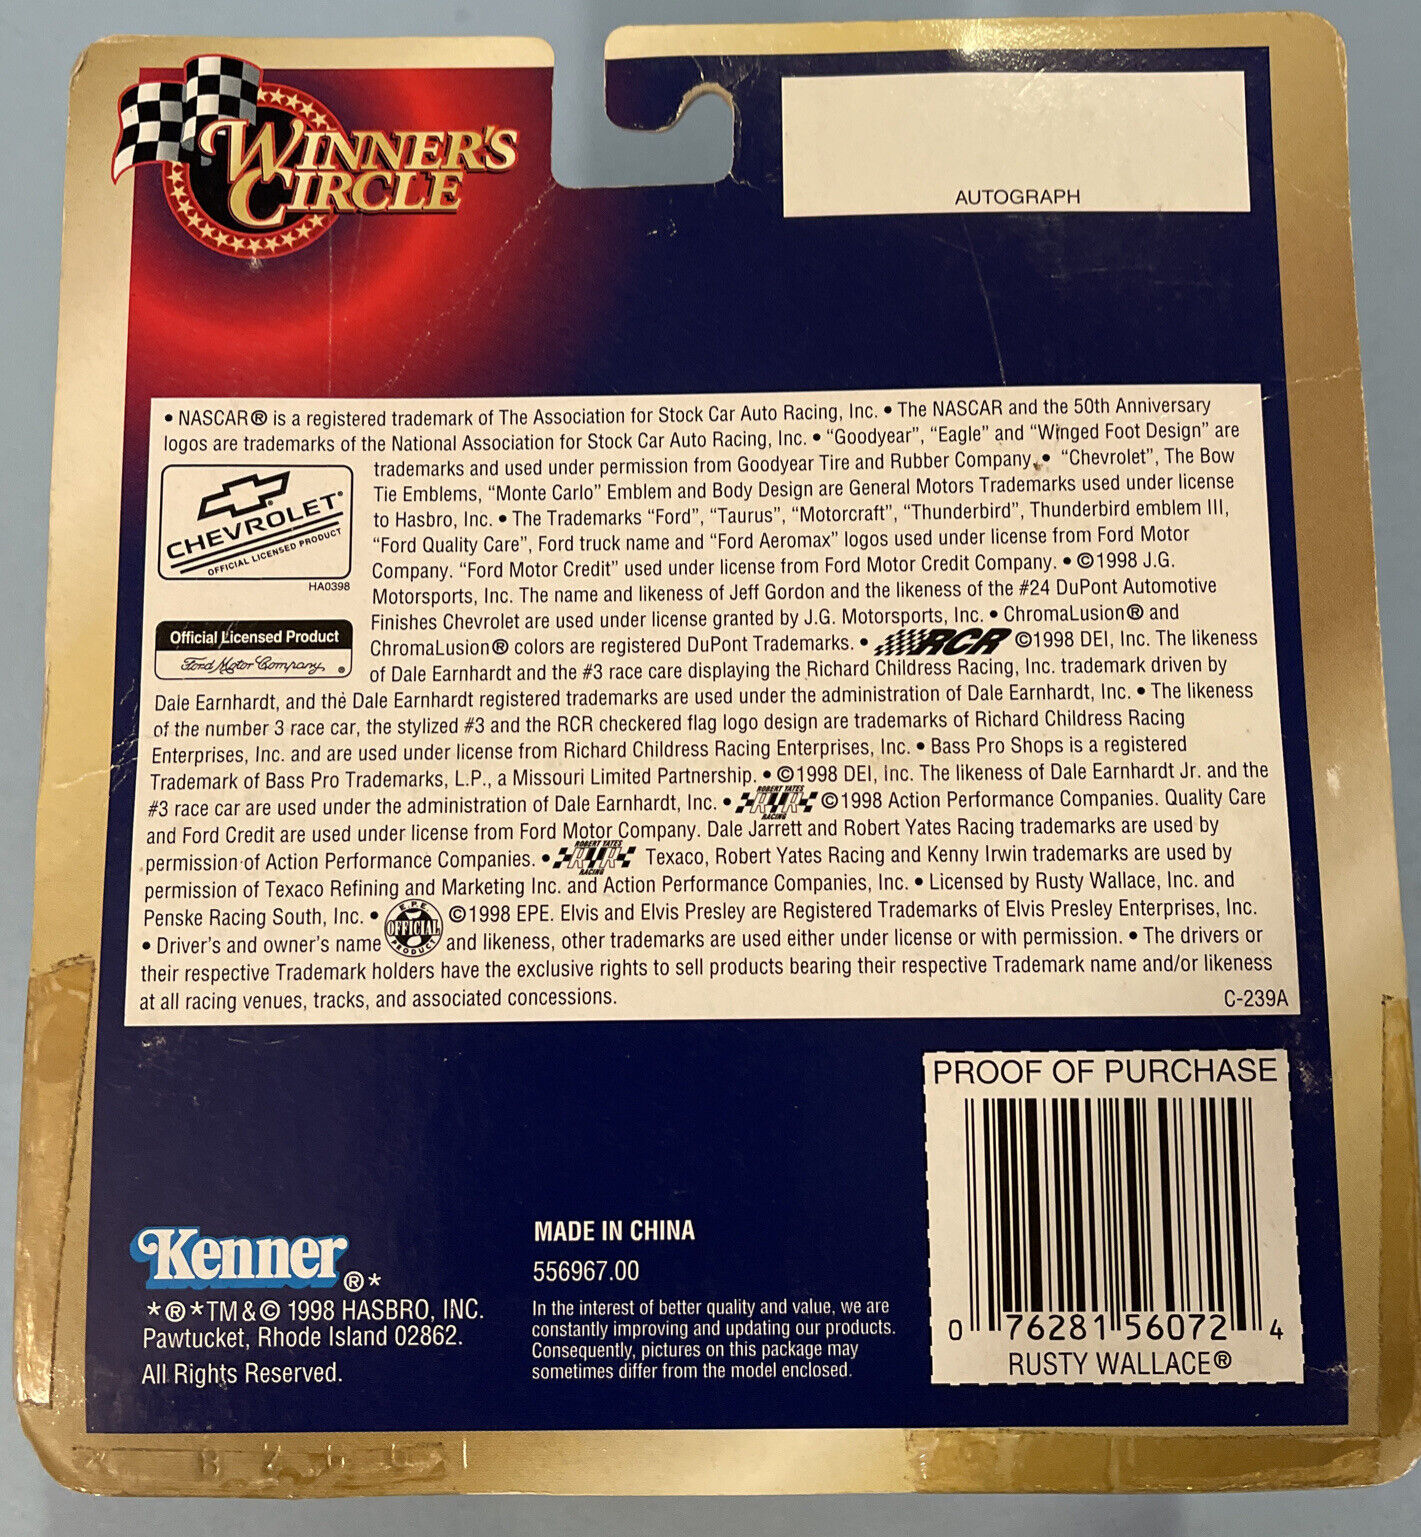 WINNER'S
CIRCLE
AUTOGRAPH
• NASCAR® is a registered trademark of The Association for Stock Car Auto Racing, Inc. • The NASCAR and the 50th Anniversary
logos are trademarks of the National Association for Stock Car Auto Racing, Inc. • “Goodyear”, “Eagle” and “Winged Foot Design” are
trademarks and used under permission from Goodyear Tire and Rubber Company. • “Chevrolet”, The Bow
Tie Emblems, “Monte Carlo” Emblem and Body Design are General Motors Trademarks used under license
to Hasbro, Inc. • The Trademarks “Ford”, “Taurus”, “Motorcraft”, “Thunderbird”, Thunderbird emblem III,
“Ford Quality Care”, Ford truck name and “Ford Aeromax” logos used under license from Ford Motor
Company. “Ford Motor Credit” used under license from Ford Motor Credit Company. • ©1998 J.G.
Motorsports, Inc. The name and likeness of Jeff Gordon and the likeness of the #24 DuPont Automotive
Finishes Chevrolet are used under license granted by J.G. Motorsports, Inc. • ChromaLusion® and
ChromaLusion® colors are registered DuPont Trademarks. • RCR ©1998 DEI, Inc. The likeness
of Dale Earnhardt and the #3 race care displaying the Richard Childress Racing, Inc. trademark driven by
Dale Earnhardt, and the Dale Earnhardt registered trademarks are used under the administration of Dale Earnhardt, Inc. • The likeness
of the number 3 race car, the stylized #3 and the RCR checkered flag logo design are trademarks of Richard Childress Racing
Enterprises, Inc. and are used under license from Richard Childress Racing Enterprises, Inc. • Bass Pro Shops is a registered
Trademark of Bass Pro Trademarks, L.P., a Missouri Limited Partnership. • ©1998 DEI, Inc. The likeness of Dale Earnhardt Jr. and the
#3 race car are used under the administration of Dale Earnhardt, Inc. • ROBERT YATES RYR RACING ©1998 Action Performance Companies. Quality Care
and Ford Credit are used under license from Ford Motor Company. Dale Jarrett and Robert Yates Racing trademarks are used by
permission of Action Performance Companies. • ROBERT YATES RYR RACING Texaco, Robert Yates Racing and Kenny Irwin trademarks are used by
permission of Texaco Refining and Marketing Inc. and Action Performance Companies, Inc. • Licensed by Rusty Wallace, Inc. and
Penske Racing South, Inc. • E.P.E. OFFICIAL PRODUCT ©1998 EPE. Elvis and Elvis Presley are Registered Trademarks of Elvis Presley Enterprises, Inc.
• Driver's and owner's name and likeness, other trademarks are used either under license or with permission. • The drivers or
their respective Trademark holders have the exclusive rights to sell products bearing their respective Trademark name and/or likeness
at all racing venues, tracks, and associated concessions.
C-239A
CHEVROLET
OFFICIAL LICENSED PRODUCT
HA0398
Official Licensed Product
Ford Motor Company ®
Kenner®*
*®*TM&© 1998 HASBRO, INC.
Pawtucket, Rhode Island 02862.
All Rights Reserved.
MADE IN CHINA
556967.00
In the interest of better quality and value, we are
constantly improving and updating our products.
Consequently, pictures on this package may
sometimes differ from the model enclosed.
PROOF OF PURCHASE
0 76281 56072 4
RUSTY WALLACE®